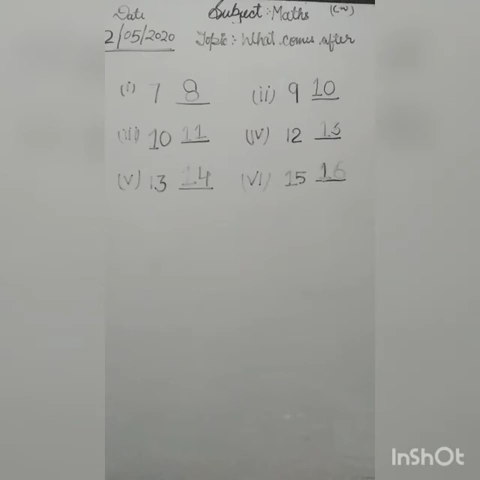 Date Subject :- Maths (C.W)
2/05/2020 Topic :- What comes after
(i) 7 8 (ii) 9 10
(iii) 10 11 (iv) 12 13
(v) 13 14 (vi) 15 16
InShOt